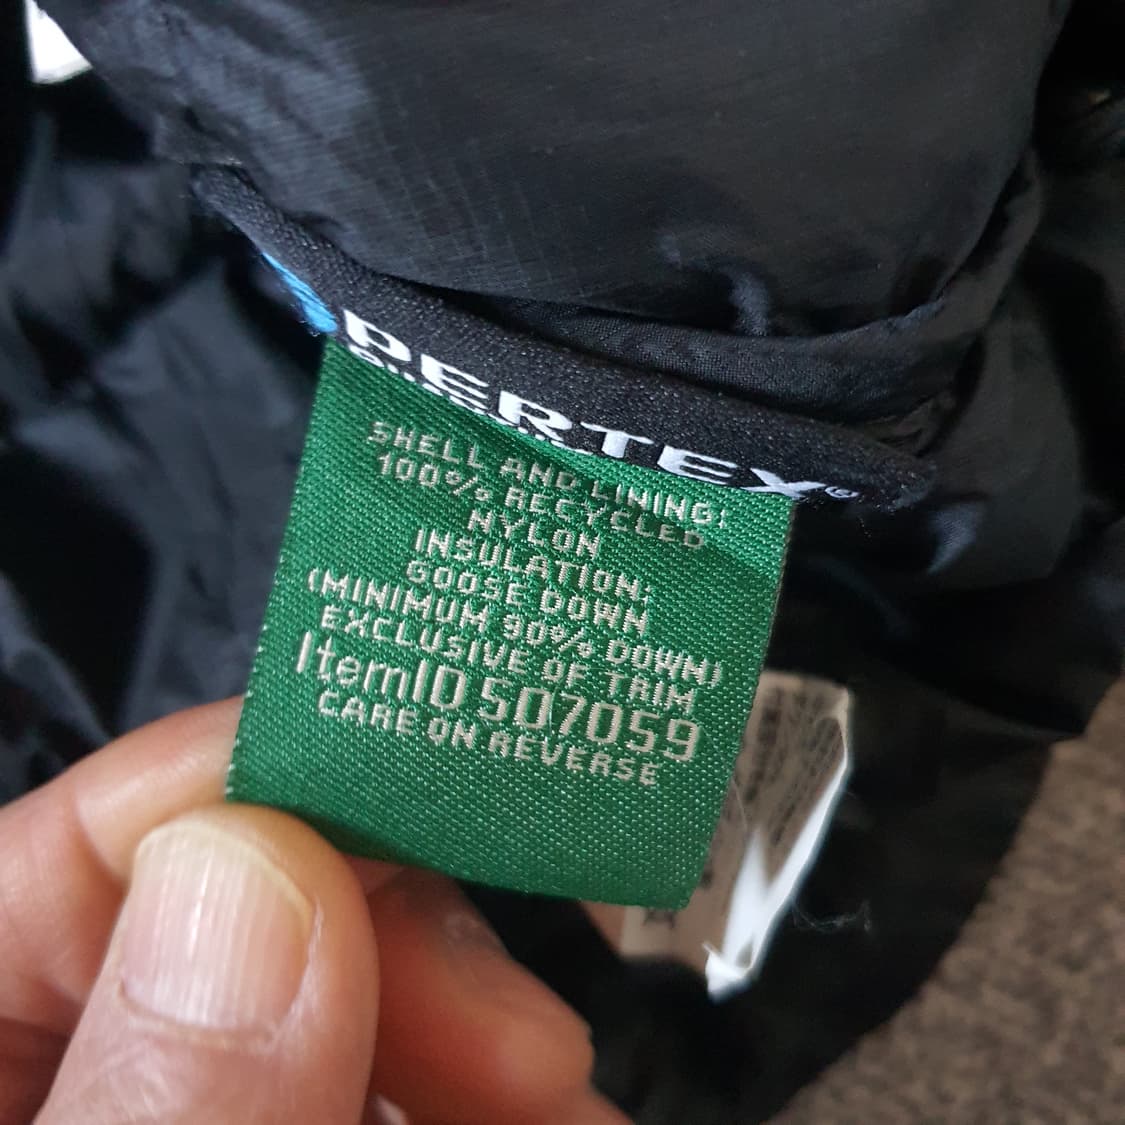 PERTEX®
SHELL AND LINING:
100% RECYCLED
NYLON
INSULATION:
GOOSE DOWN
(MINIMUM 90% DOWN)
EXCLUSIVE OF TRIM
ItemID 507059
CARE ON REVERSE